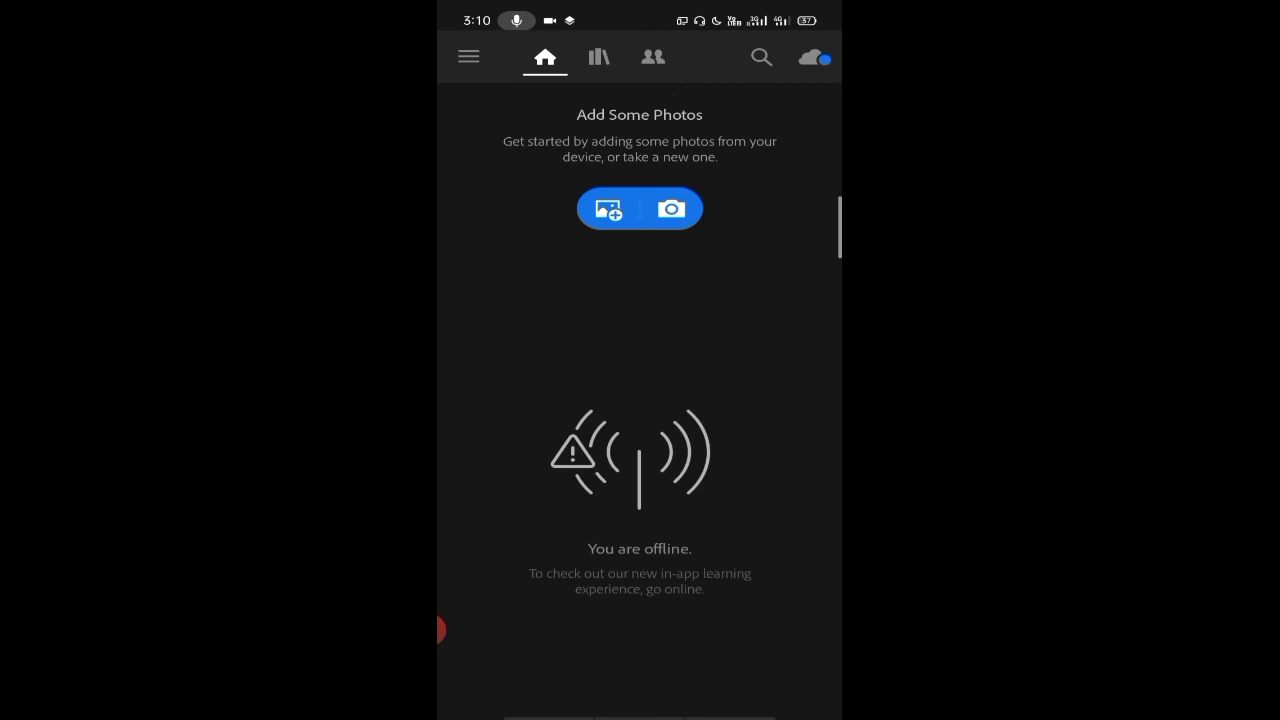 3:10
Add Some Photos
Get started by adding some photos from your
device, or take a new one.
You are offline.
To check out our new in-app learning
experience, go online.